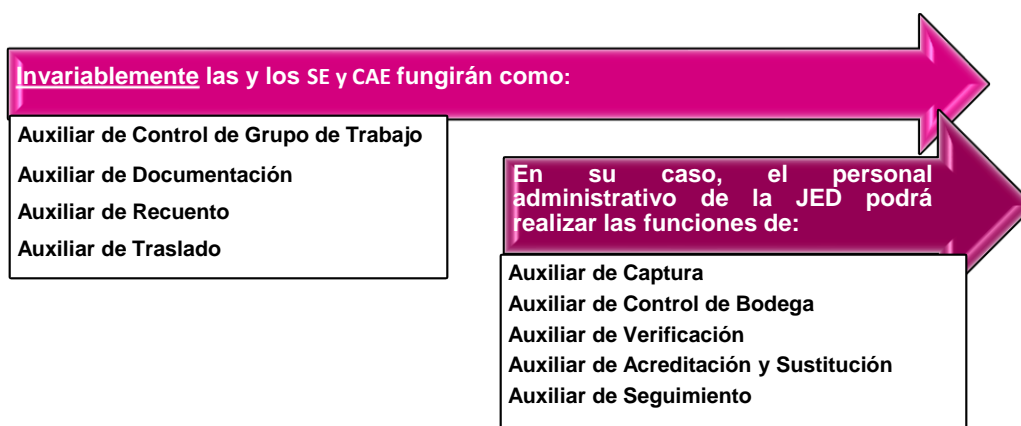 Invariablemente las y los SE y CAE fungirán como:
Auxiliar de Control de Grupo de Trabajo
Auxiliar de Documentación
Auxiliar de Recuento
Auxiliar de Traslado
En su caso, el personal
administrativo de la JED podrá
realizar las funciones de:
Auxiliar de Captura
Auxiliar de Control de Bodega
Auxiliar de Verificación
Auxiliar de Acreditación y Sustitución
Auxiliar de Seguimiento